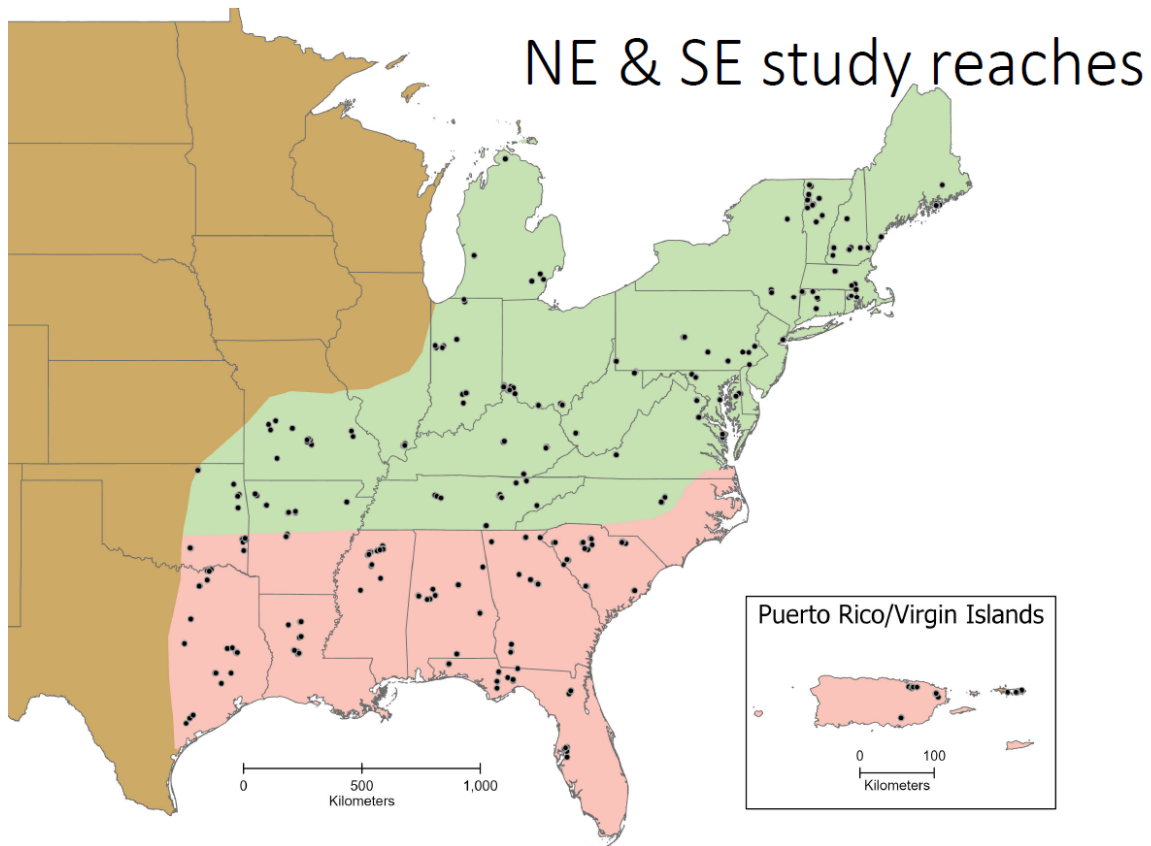 NE & SE study reaches
Puerto Rico/Virgin Islands
0 100
Kilometers
0 500 1,000
Kilometers